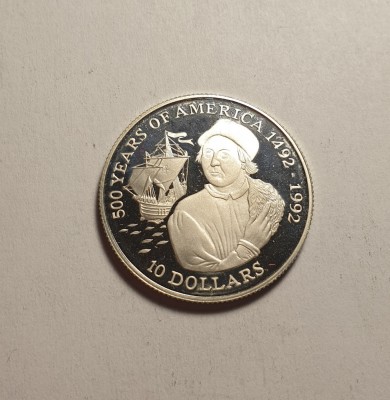 500 YEARS OF AMERICA 1492 - 1992
10 DOLLARS